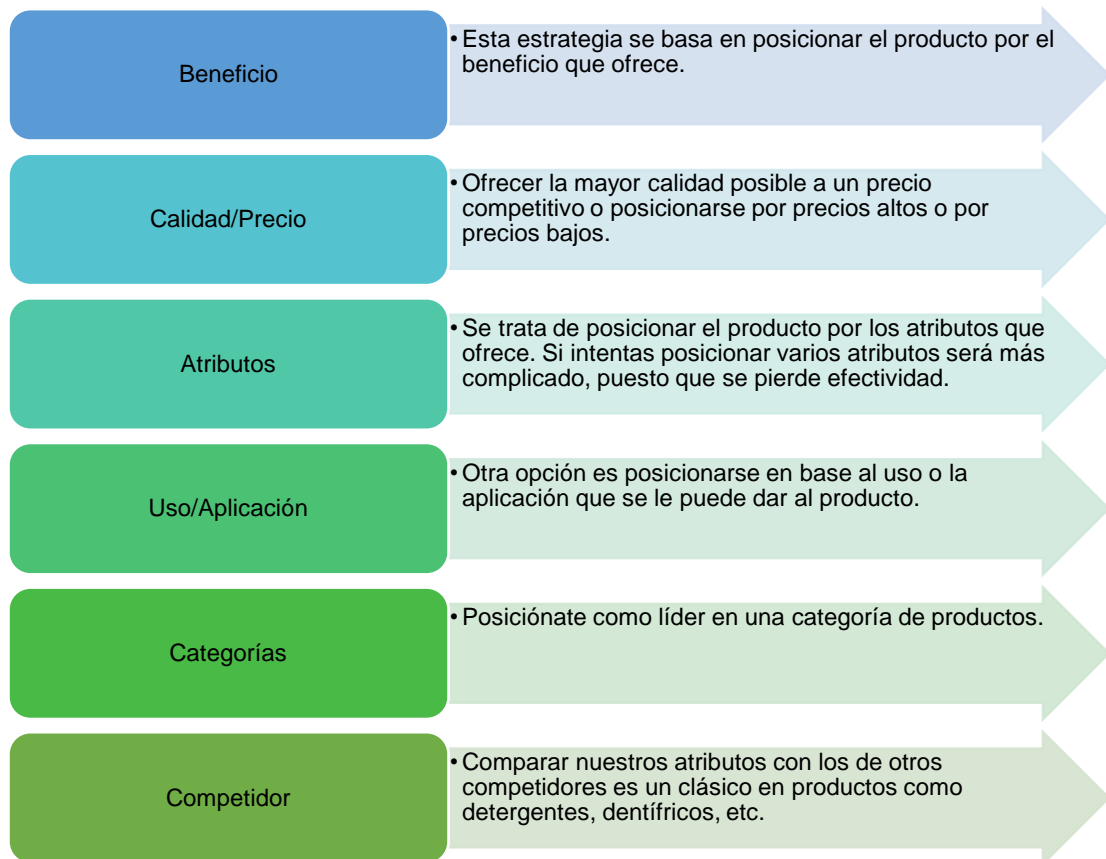 Beneficio
• Esta estrategia se basa en posicionar el producto por el
beneficio que ofrece.
Calidad/Precio
• Ofrecer la mayor calidad posible a un precio
competitivo o posicionarse por precios altos o por
precios bajos.
Atributos
• Se trata de posicionar el producto por los atributos que
ofrece. Si intentas posicionar varios atributos será más
complicado, puesto que se pierde efectividad.
Uso/Aplicación
• Otra opción es posicionarse en base al uso o la
aplicación que se le puede dar al producto.
Categorías
• Posiciónate como líder en una categoría de productos.
Competidor
• Comparar nuestros atributos con los de otros
competidores es un clásico en productos como
detergentes, dentífricos, etc.